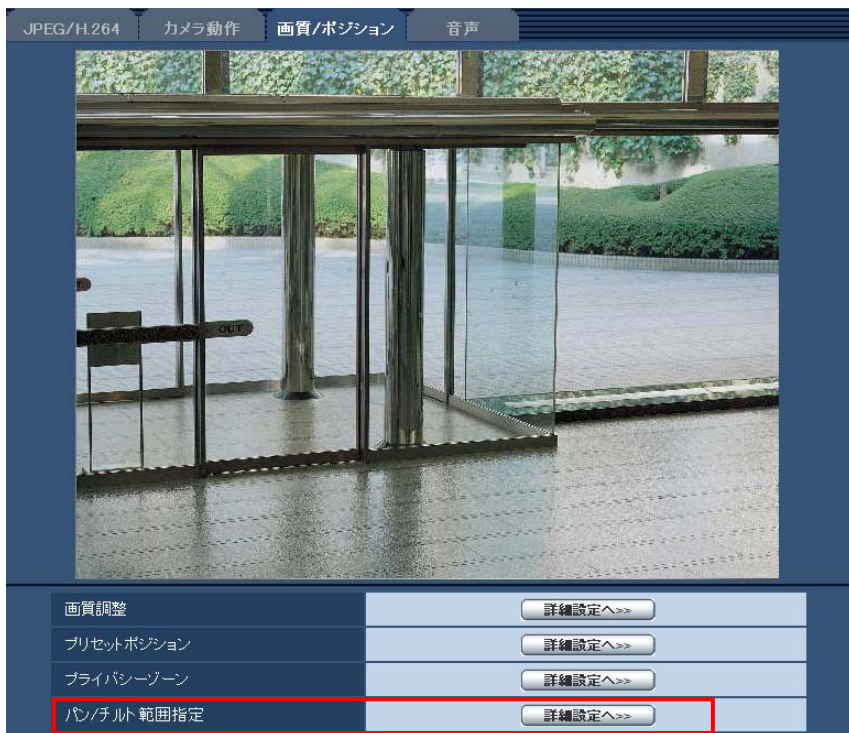 JPEG/H.264 カメラ動作 画質/ポジション 音声
OUT
画質調整 詳細設定へ>>
プリセットポジション 詳細設定へ>>
プライバシーゾーン 詳細設定へ>>
パン/チルト範囲指定 詳細設定へ>>